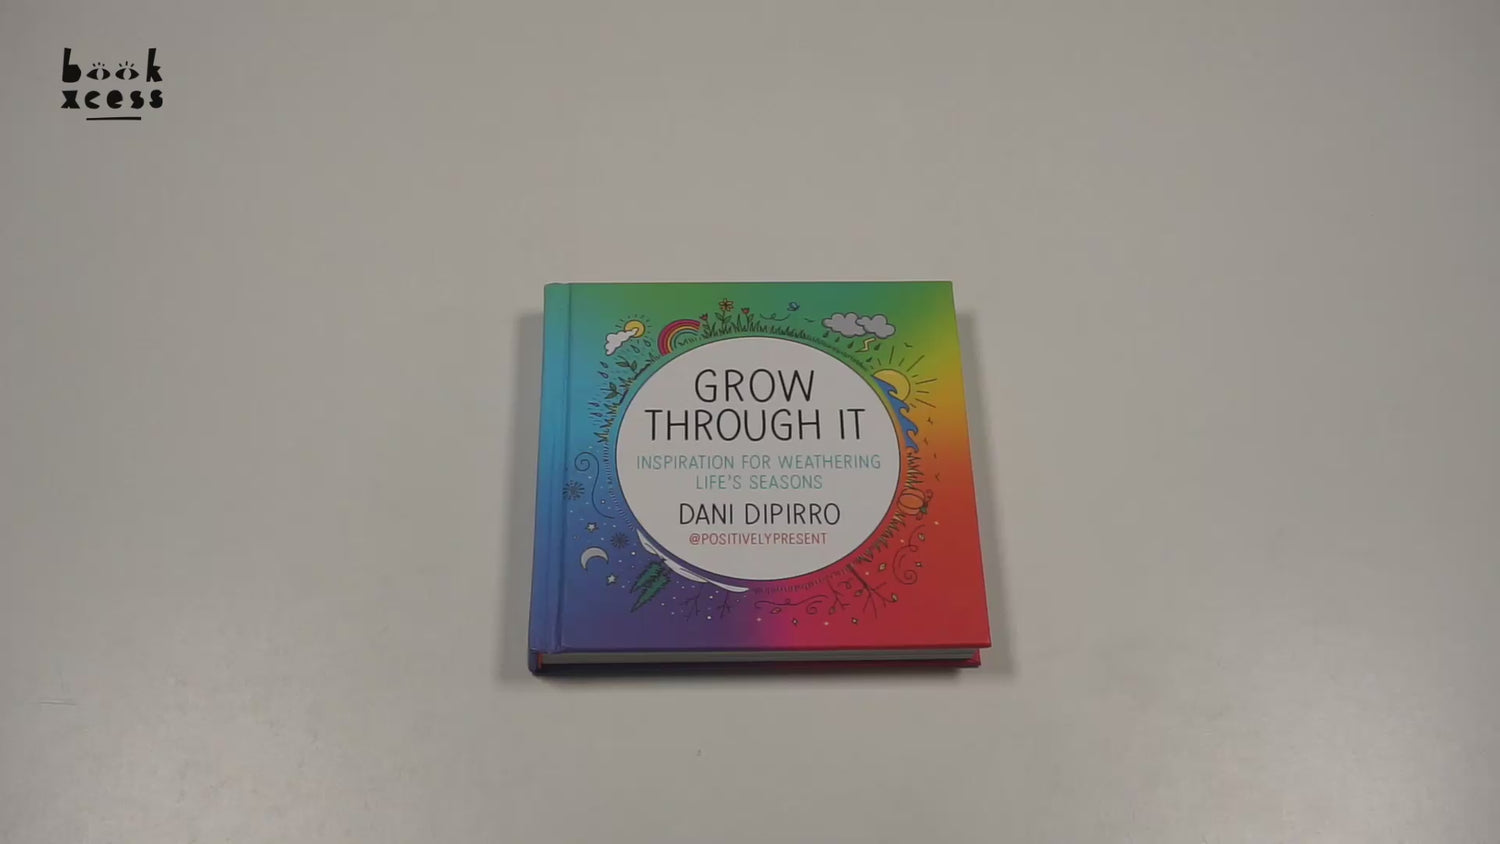 book
xcess
GROW
THROUGH IT
INSPIRATION FOR WEATHERING
LIFE'S SEASONS
DANI DIPIRRO
@POSITIVELYPRESENT